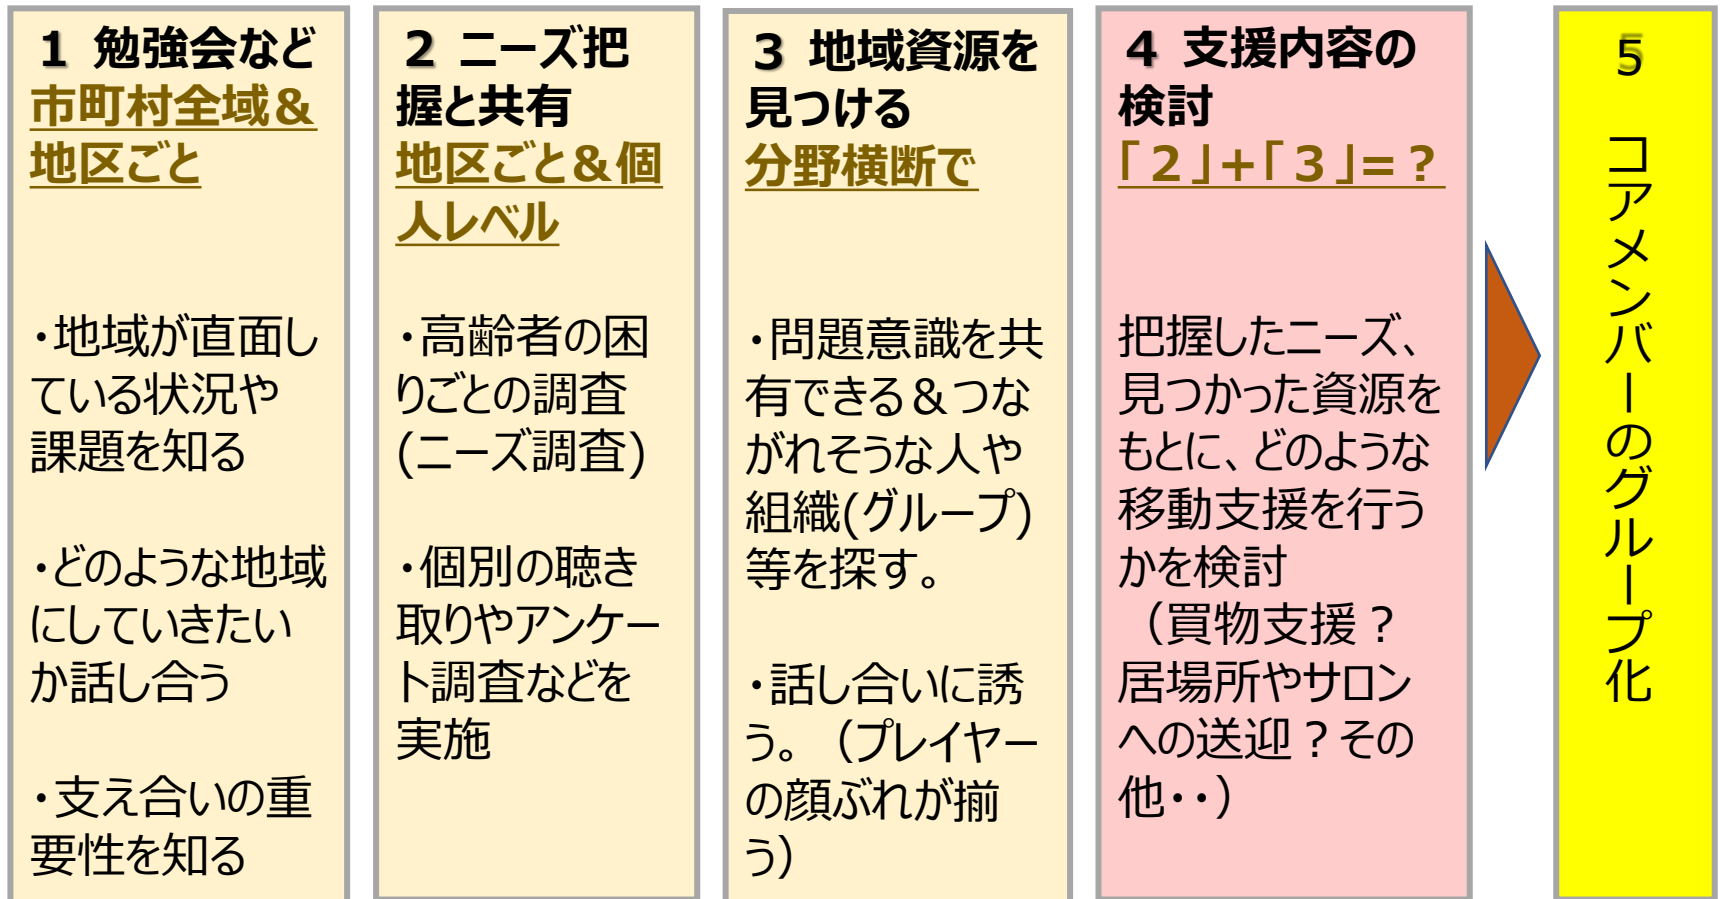 1 勉強会など
市町村全域＆
地区ごと
・地域が直面し
ている状況や
課題を知る
・どのような地域
にしていきたい
か話し合う
・支え合いの重
要性を知る
2 ニーズ把
握と共有
地区ごと＆個
人レベル
・高齢者の困
りごとの調査
(ニーズ調査)
・個別の聴き
取りやアンケー
ト調査などを
実施
3 地域資源を
見つける
分野横断で
・問題意識を共
有できる＆つな
がれそうな人や
組織(グループ)
等を探す。
・話し合いに誘
う。（プレイヤー
の顔ぶれが揃
う）
4 支援内容の
検討
「２」+「３」=？
把握したニーズ、
見つかった資源を
もとに、どのような
移動支援を行う
かを検討
（買物支援？
居場所やサロン
への送迎？その
他・・）
5 コアメンバーのグループ化